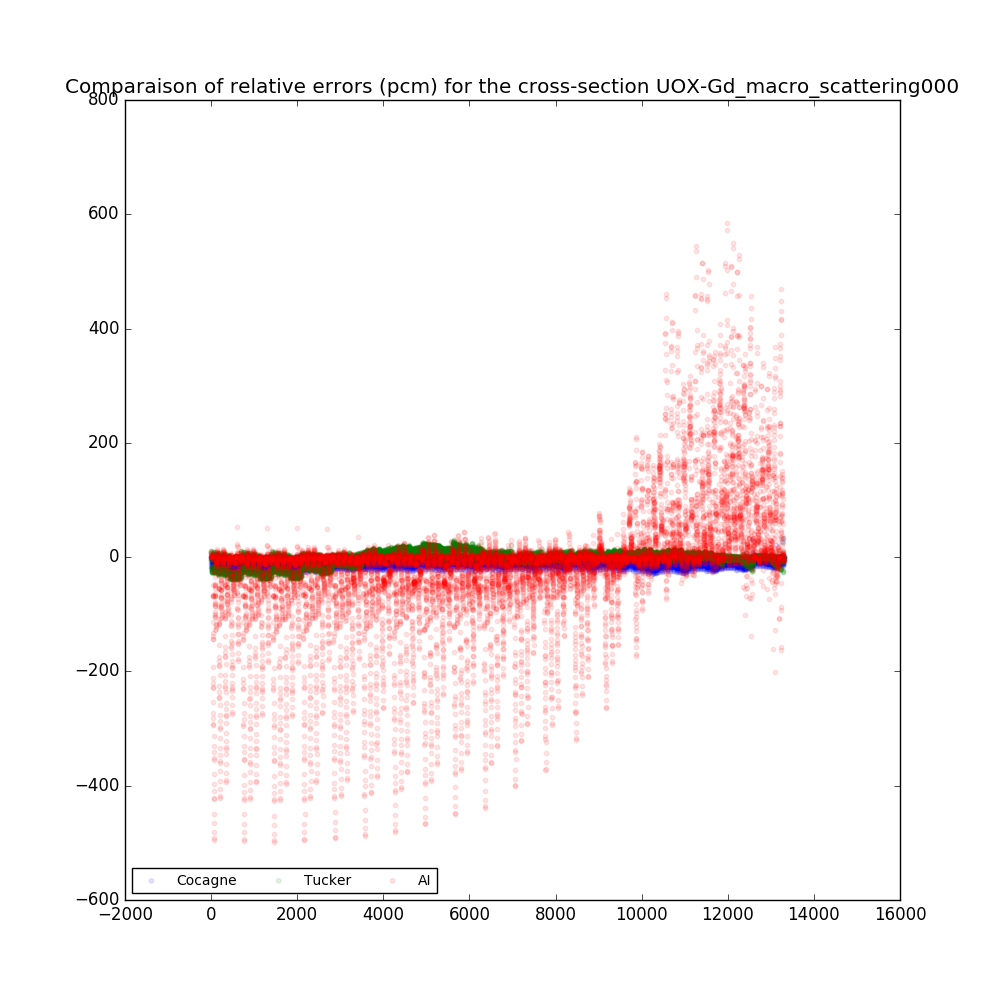 Comparaison of relative errors (pcm) for the cross-section UOX-Gd_macro_scattering000
800
600
400
200
0
−200
−400
−600
Cocagne Tucker AI
−2000 0 2000 4000 6000 8000 10000 12000 14000 16000